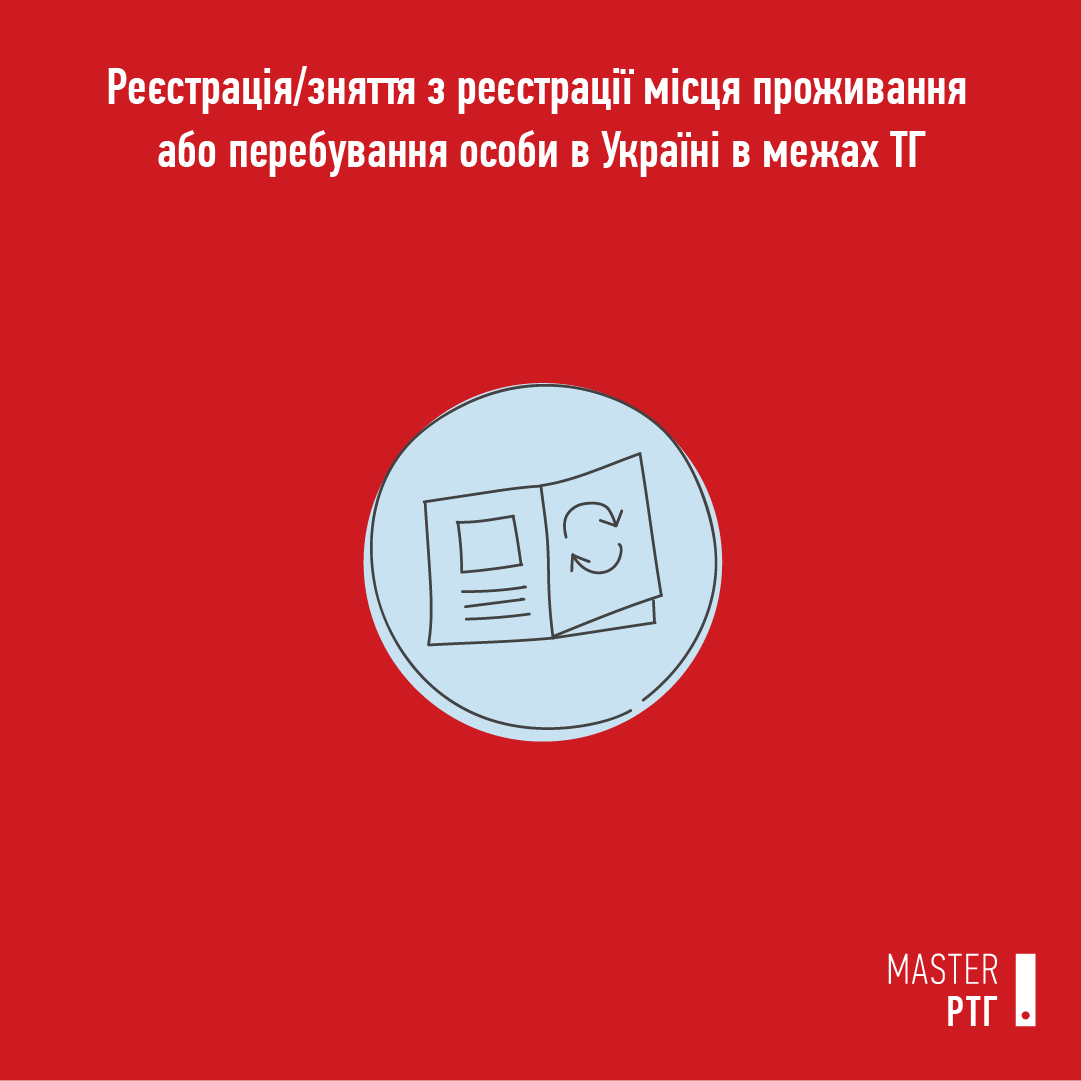 Реєстрація/зняття з реєстрації місця проживання
або перебування особи в Україні в межах ТГ
MASTER
РТГ